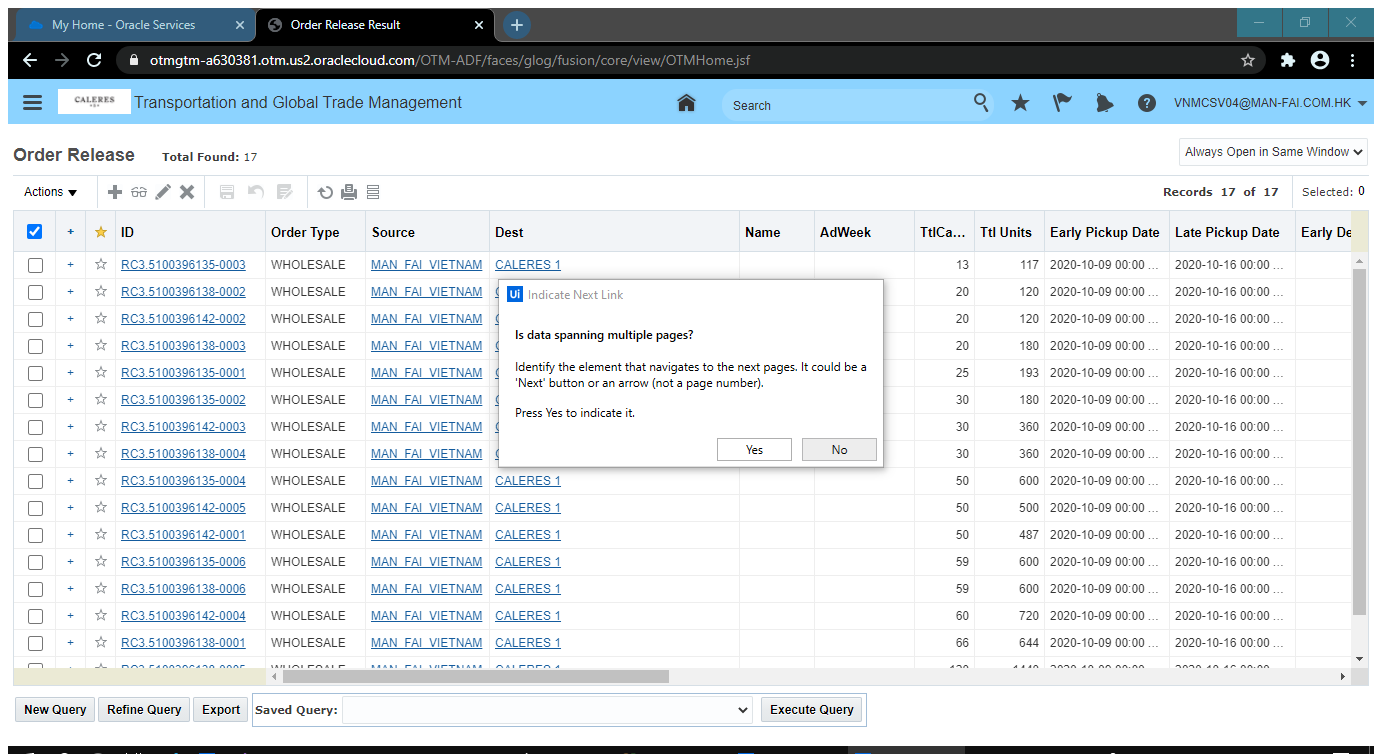 My Home - Oracle Services
Order Release Result
otmgtm-a630381.otm.us2.oraclecloud.com/OTM-ADF/faces/glog/fusion/core/view/OTMHome.jsf
CALERES Transportation and Global Trade Management Search VNMCSV04@MAN-FAI.COM.HK
Order Release Total Found: 17 Always Open in Same Window
Actions Records 17 of 17 Selected: 0
+ ID Order Type Source Dest Name AdWeek TtlCa... Ttl Units Early Pickup Date Late Pickup Date Early De
+ RC3.5100396135-0003 WHOLESALE MAN_FAI_VIETNAM CALERES 1 13 117 2020-10-09 00:00 ... 2020-10-16 00:00 ...
+ RC3.5100396138-0002 WHOLESALE MAN_FAI_VIETNAM 20 120 2020-10-09 00:00 ... 2020-10-16 00:00 ...
+ RC3.5100396142-0002 WHOLESALE MAN_FAI_VIETNAM 20 120 2020-10-09 00:00 ... 2020-10-16 00:00 ...
+ RC3.5100396138-0003 WHOLESALE MAN_FAI_VIETNAM 20 180 2020-10-09 00:00 ... 2020-10-16 00:00 ...
+ RC3.5100396135-0001 WHOLESALE MAN_FAI_VIETNAM 25 193 2020-10-09 00:00 ... 2020-10-16 00:00 ...
+ RC3.5100396135-0002 WHOLESALE MAN_FAI_VIETNAM 30 180 2020-10-09 00:00 ... 2020-10-16 00:00 ...
+ RC3.5100396142-0003 WHOLESALE MAN_FAI_VIETNAM 30 360 2020-10-09 00:00 ... 2020-10-16 00:00 ...
+ RC3.5100396138-0004 WHOLESALE MAN_FAI_VIETNAM 30 360 2020-10-09 00:00 ... 2020-10-16 00:00 ...
+ RC3.5100396135-0004 WHOLESALE MAN_FAI_VIETNAM CALERES 1 50 600 2020-10-09 00:00 ... 2020-10-16 00:00 ...
+ RC3.5100396142-0005 WHOLESALE MAN_FAI_VIETNAM CALERES 1 50 500 2020-10-09 00:00 ... 2020-10-16 00:00 ...
+ RC3.5100396142-0001 WHOLESALE MAN_FAI_VIETNAM CALERES 1 50 487 2020-10-09 00:00 ... 2020-10-16 00:00 ...
+ RC3.5100396135-0006 WHOLESALE MAN_FAI_VIETNAM CALERES 1 59 600 2020-10-09 00:00 ... 2020-10-16 00:00 ...
+ RC3.5100396138-0006 WHOLESALE MAN_FAI_VIETNAM CALERES 1 59 600 2020-10-09 00:00 ... 2020-10-16 00:00 ...
+ RC3.5100396142-0004 WHOLESALE MAN_FAI_VIETNAM CALERES 1 60 720 2020-10-09 00:00 ... 2020-10-16 00:00 ...
+ RC3.5100396138-0001 WHOLESALE MAN_FAI_VIETNAM CALERES 1 66 644 2020-10-09 00:00 ... 2020-10-16 00:00 ...
Ui Indicate Next Link
Is data spanning multiple pages?
Identify the element that navigates to the next pages. It could be a
'Next' button or an arrow (not a page number).
Press Yes to indicate it.
Yes No
New Query Refine Query Export Saved Query: Execute Query